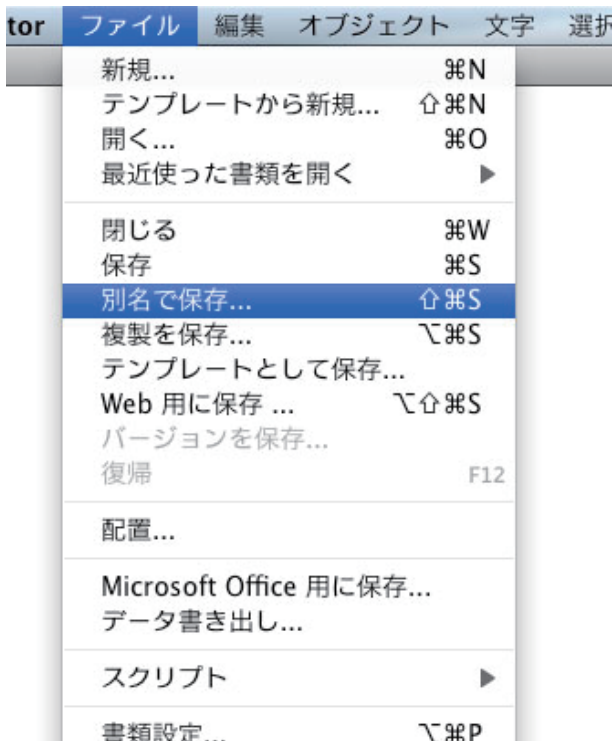 tor ファイル 編集 オブジェクト 文字 選択
新規... ⌘N
テンプレートから新規... ⇧⌘N
開く... ⌘O
最近使った書類を開く ▶
閉じる ⌘W
保存 ⌘S
別名で保存... ⇧⌘S
複製を保存... ⌥⌘S
テンプレートとして保存...
Web 用に保存 ... ⌥⇧⌘S
バージョンを保存...
復帰 F12
配置...
Microsoft Office 用に保存...
データ書き出し...
スクリプト ▶
書類設定... ⌥⌘P